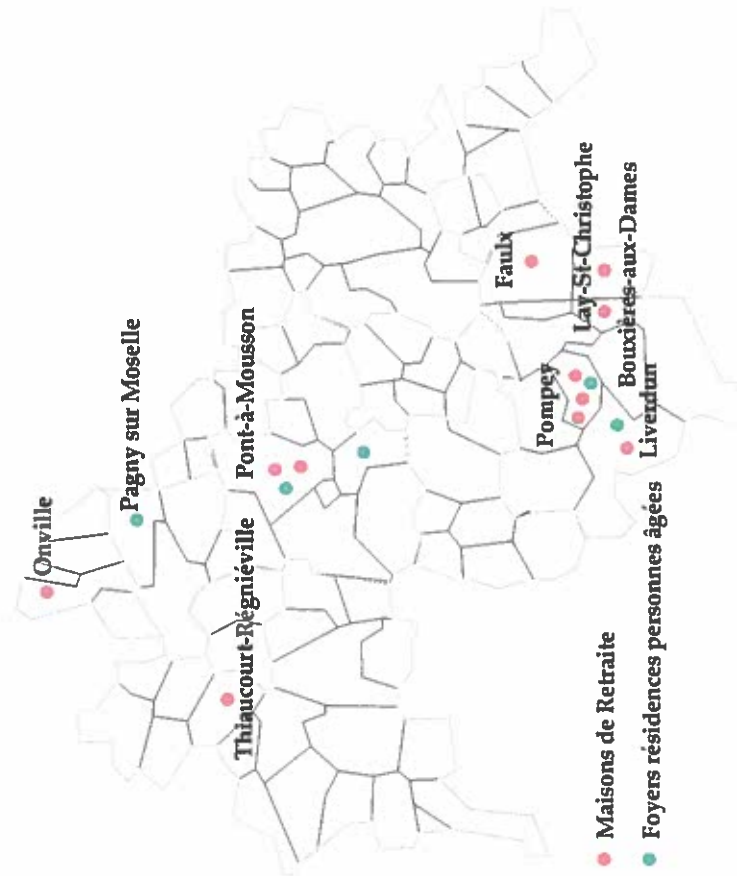 Onville
Pagny sur Moselle
Thiaucourt-Régniéville
Pont-à-Mousson
Faulx
Pompey
Lay-St-Christophe
Bouxières-aux-Dames
Liverdun
Maisons de Retraite
Foyers résidences personnes âgées